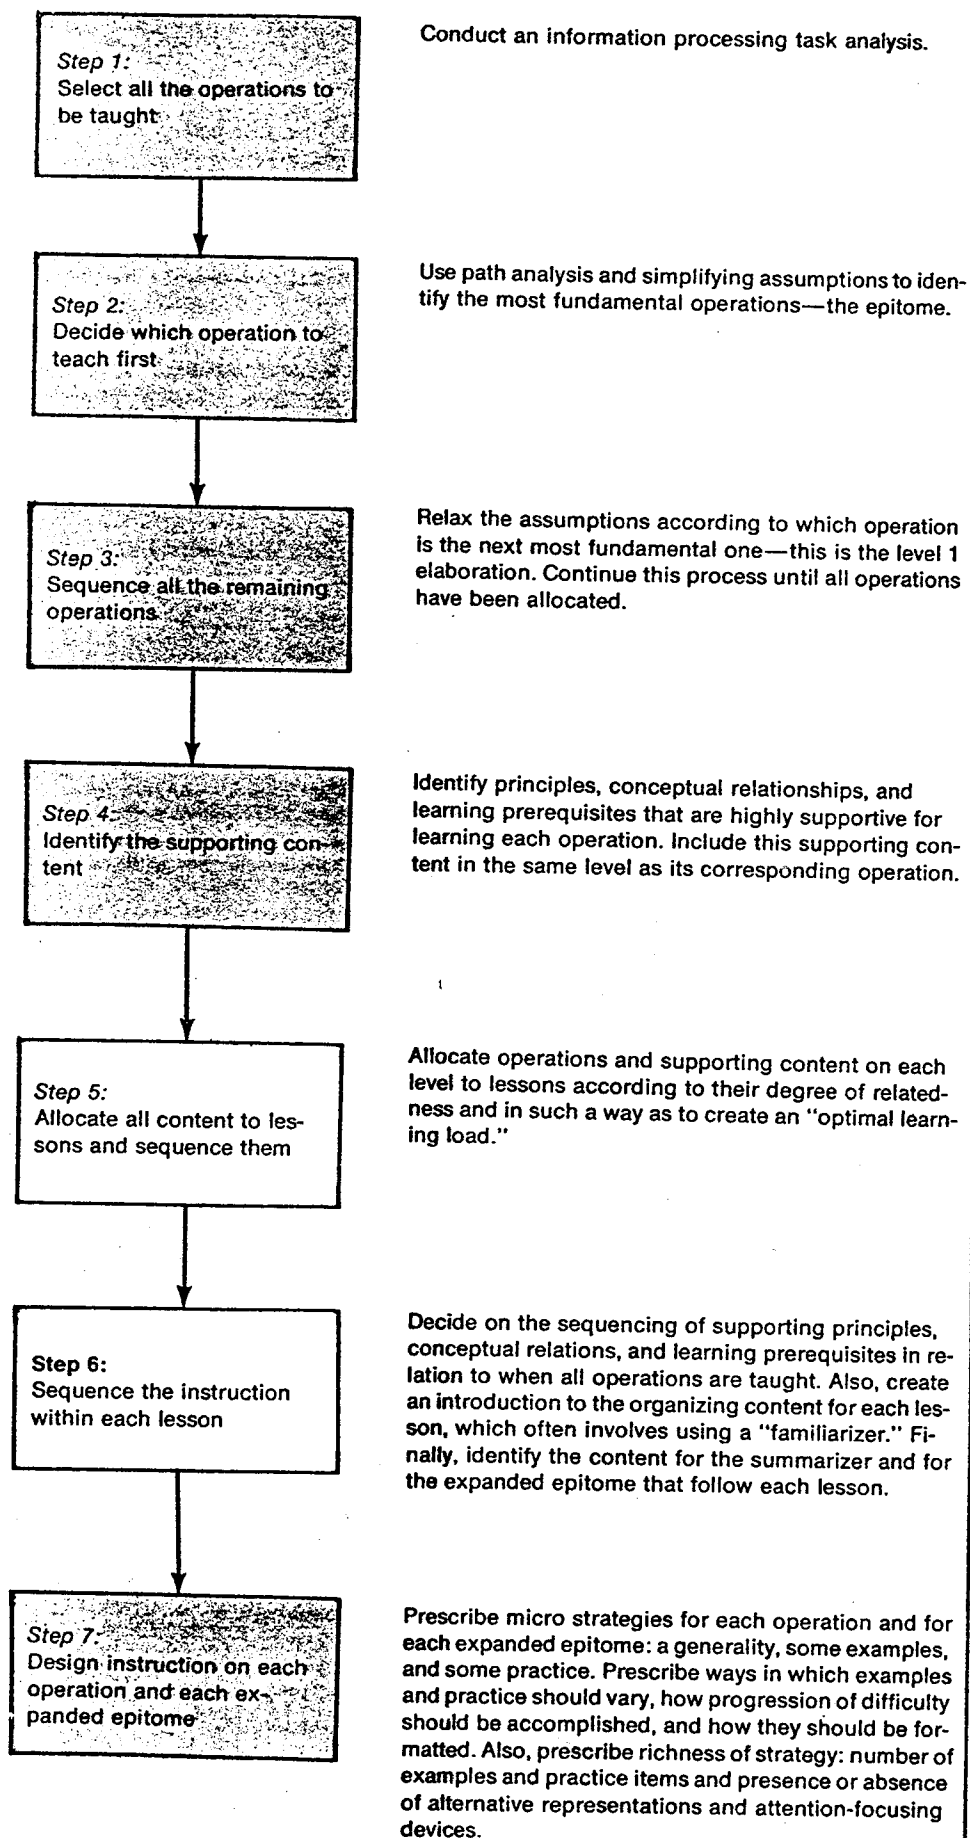 Step 1:
Select all the operations to
be taught
Conduct an information processing task analysis.
Step 2:
Decide which operation to
teach first
Use path analysis and simplifying assumptions to iden-
tify the most fundamental operations—the epitome.
Step 3:
Sequence all the remaining
operations
Relax the assumptions according to which operation
is the next most fundamental one—this is the level 1
elaboration. Continue this process until all operations
have been allocated.
Step 4:
Identify the supporting con-
tent
Identify principles, conceptual relationships, and
learning prerequisites that are highly supportive for
learning each operation. Include this supporting con-
tent in the same level as its corresponding operation.
Step 5:
Allocate all content to les-
sons and sequence them
Allocate operations and supporting content on each
level to lessons according to their degree of related-
ness and in such a way as to create an "optimal learn-
ing load."
Step 6:
Sequence the instruction
within each lesson
Decide on the sequencing of supporting principles,
conceptual relations, and learning prerequisites in re-
lation to when all operations are taught. Also, create
an introduction to the organizing content for each les-
son, which often involves using a "familiarizer." Fi-
nally, identify the content for the summarizer and for
the expanded epitome that follow each lesson.
Step 7:
Design instruction on each
operation and each ex-
panded epitome
Prescribe micro strategies for each operation and for
each expanded epitome: a generality, some examples,
and some practice. Prescribe ways in which examples
and practice should vary, how progression of difficulty
should be accomplished, and how they should be for-
matted. Also, prescribe richness of strategy: number of
examples and practice items and presence or absence
of alternative representations and attention-focusing
devices.